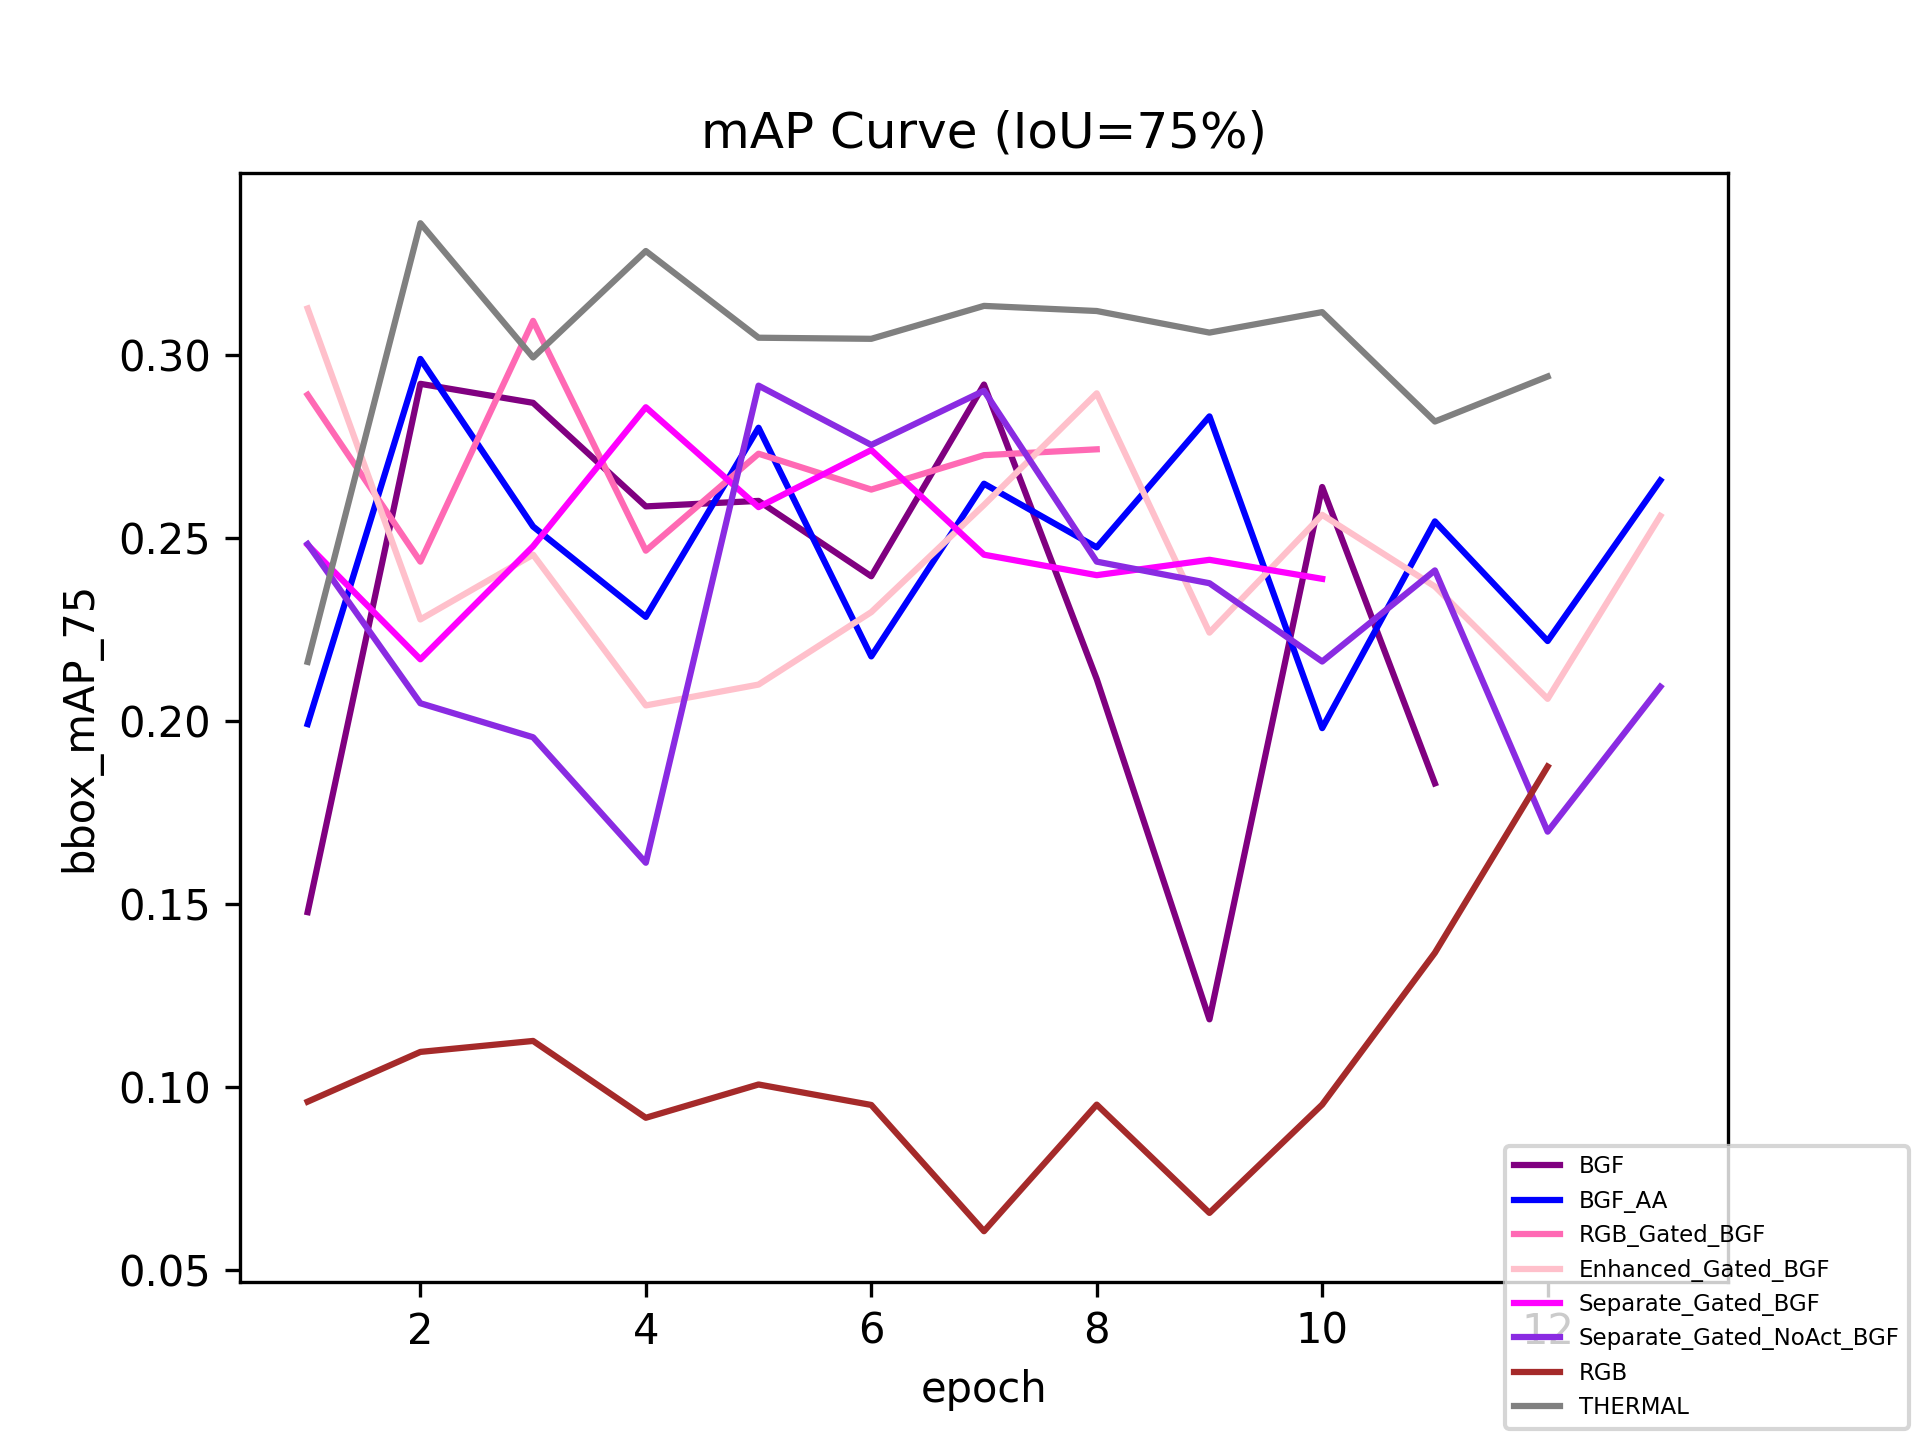 mAP Curve (IoU=75%)
bbox_mAP_75
0.30
0.25
0.20
0.15
0.10
0.05
2 4 6 8 10 12
epoch
BGF
BGF_AA
RGB_Gated_BGF
Enhanced_Gated_BGF
Separate_Gated_BGF
Separate_Gated_NoAct_BGF
RGB
THERMAL